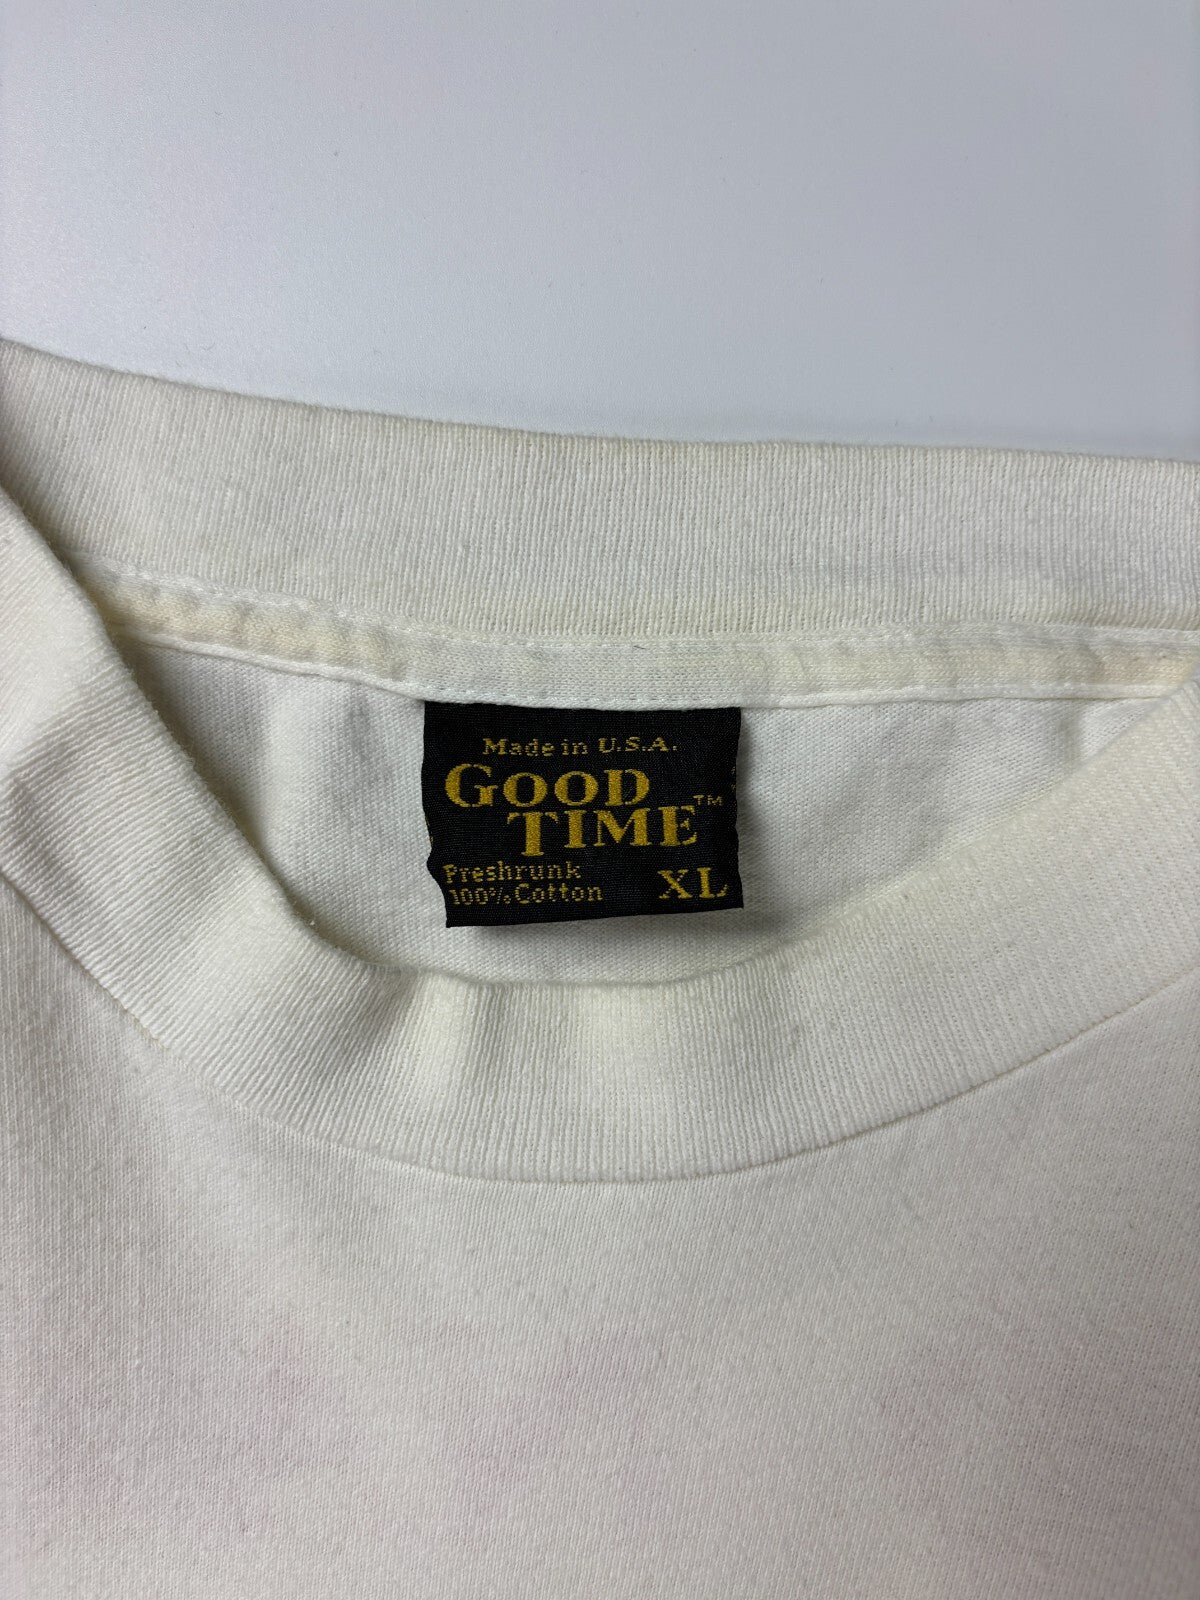 Made in U.S.A.
GOOD
TIME™
Preshrunk
100% Cotton
XL